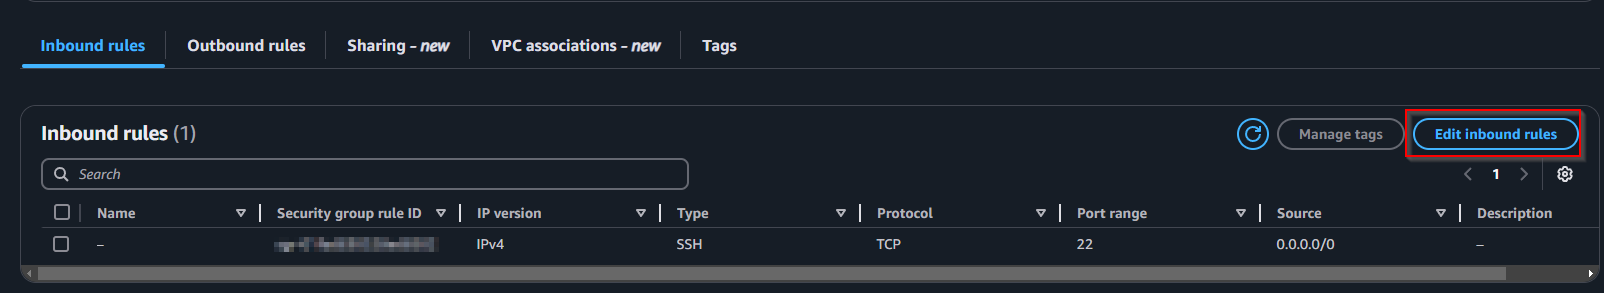 Inbound rules Outbound rules Sharing - new VPC associations - new Tags
Inbound rules (1) Manage tags Edit inbound rules
Search 1
Name Security group rule ID IP version Type Protocol Port range Source Description
– IPv4 SSH TCP 22 0.0.0.0/0 –